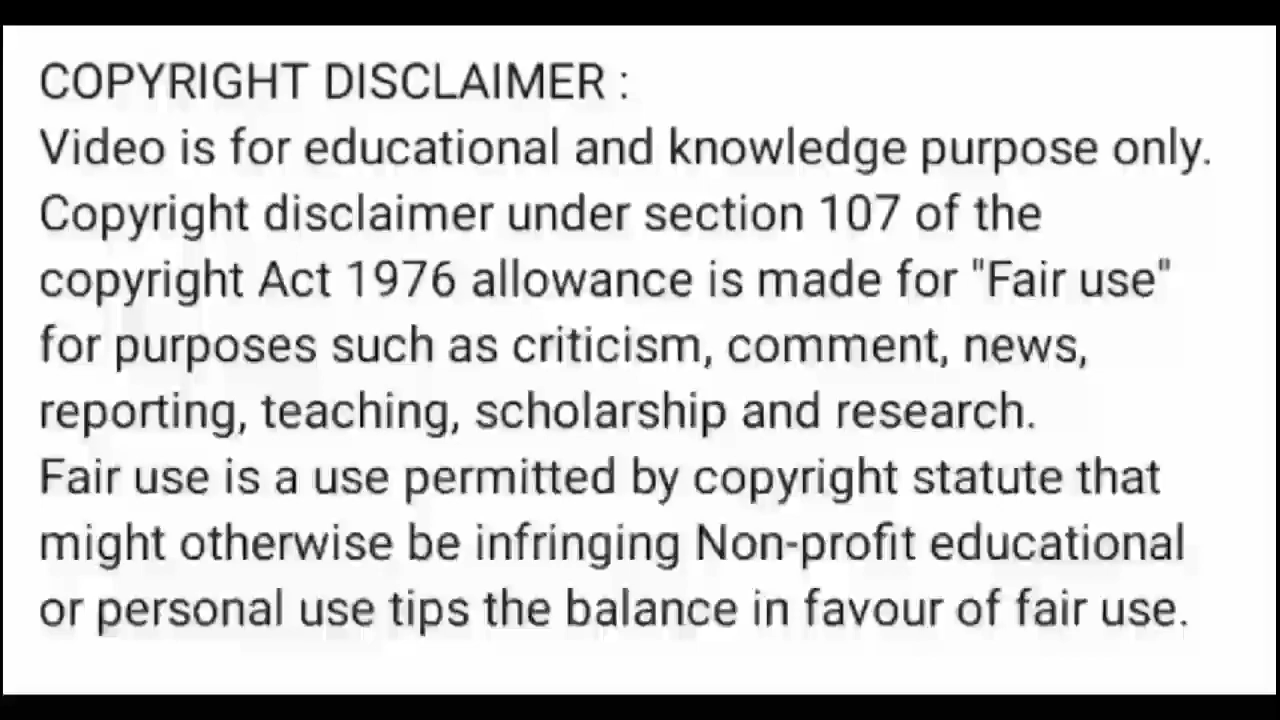 COPYRIGHT DISCLAIMER :
Video is for educational and knowledge purpose only.
Copyright disclaimer under section 107 of the
copyright Act 1976 allowance is made for "Fair use"
for purposes such as criticism, comment, news,
reporting, teaching, scholarship and research.
Fair use is a use permitted by copyright statute that
might otherwise be infringing Non-profit educational
or personal use tips the balance in favour of fair use.